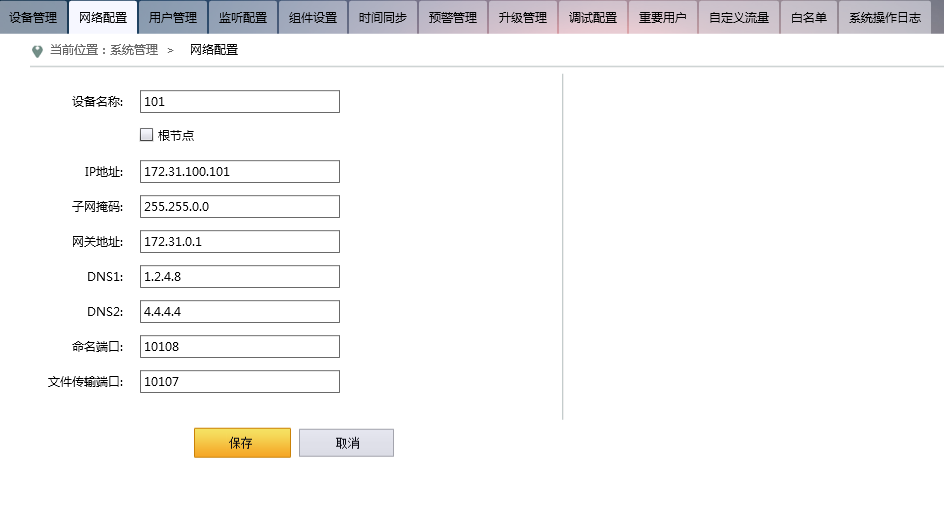 设备管理 网络配置 用户管理 监听配置 组件设置 时间同步 预警管理 升级管理 调试配置 重要用户 自定义流量 白名单 系统操作日志
当前位置：系统管理 > 网络配置
设备名称: 101
根节点
IP地址: 172.31.100.101
子网掩码: 255.255.0.0
网关地址: 172.31.0.1
DNS1: 1.2.4.8
DNS2: 4.4.4.4
命名端口: 10108
文件传输端口: 10107
保存 取消